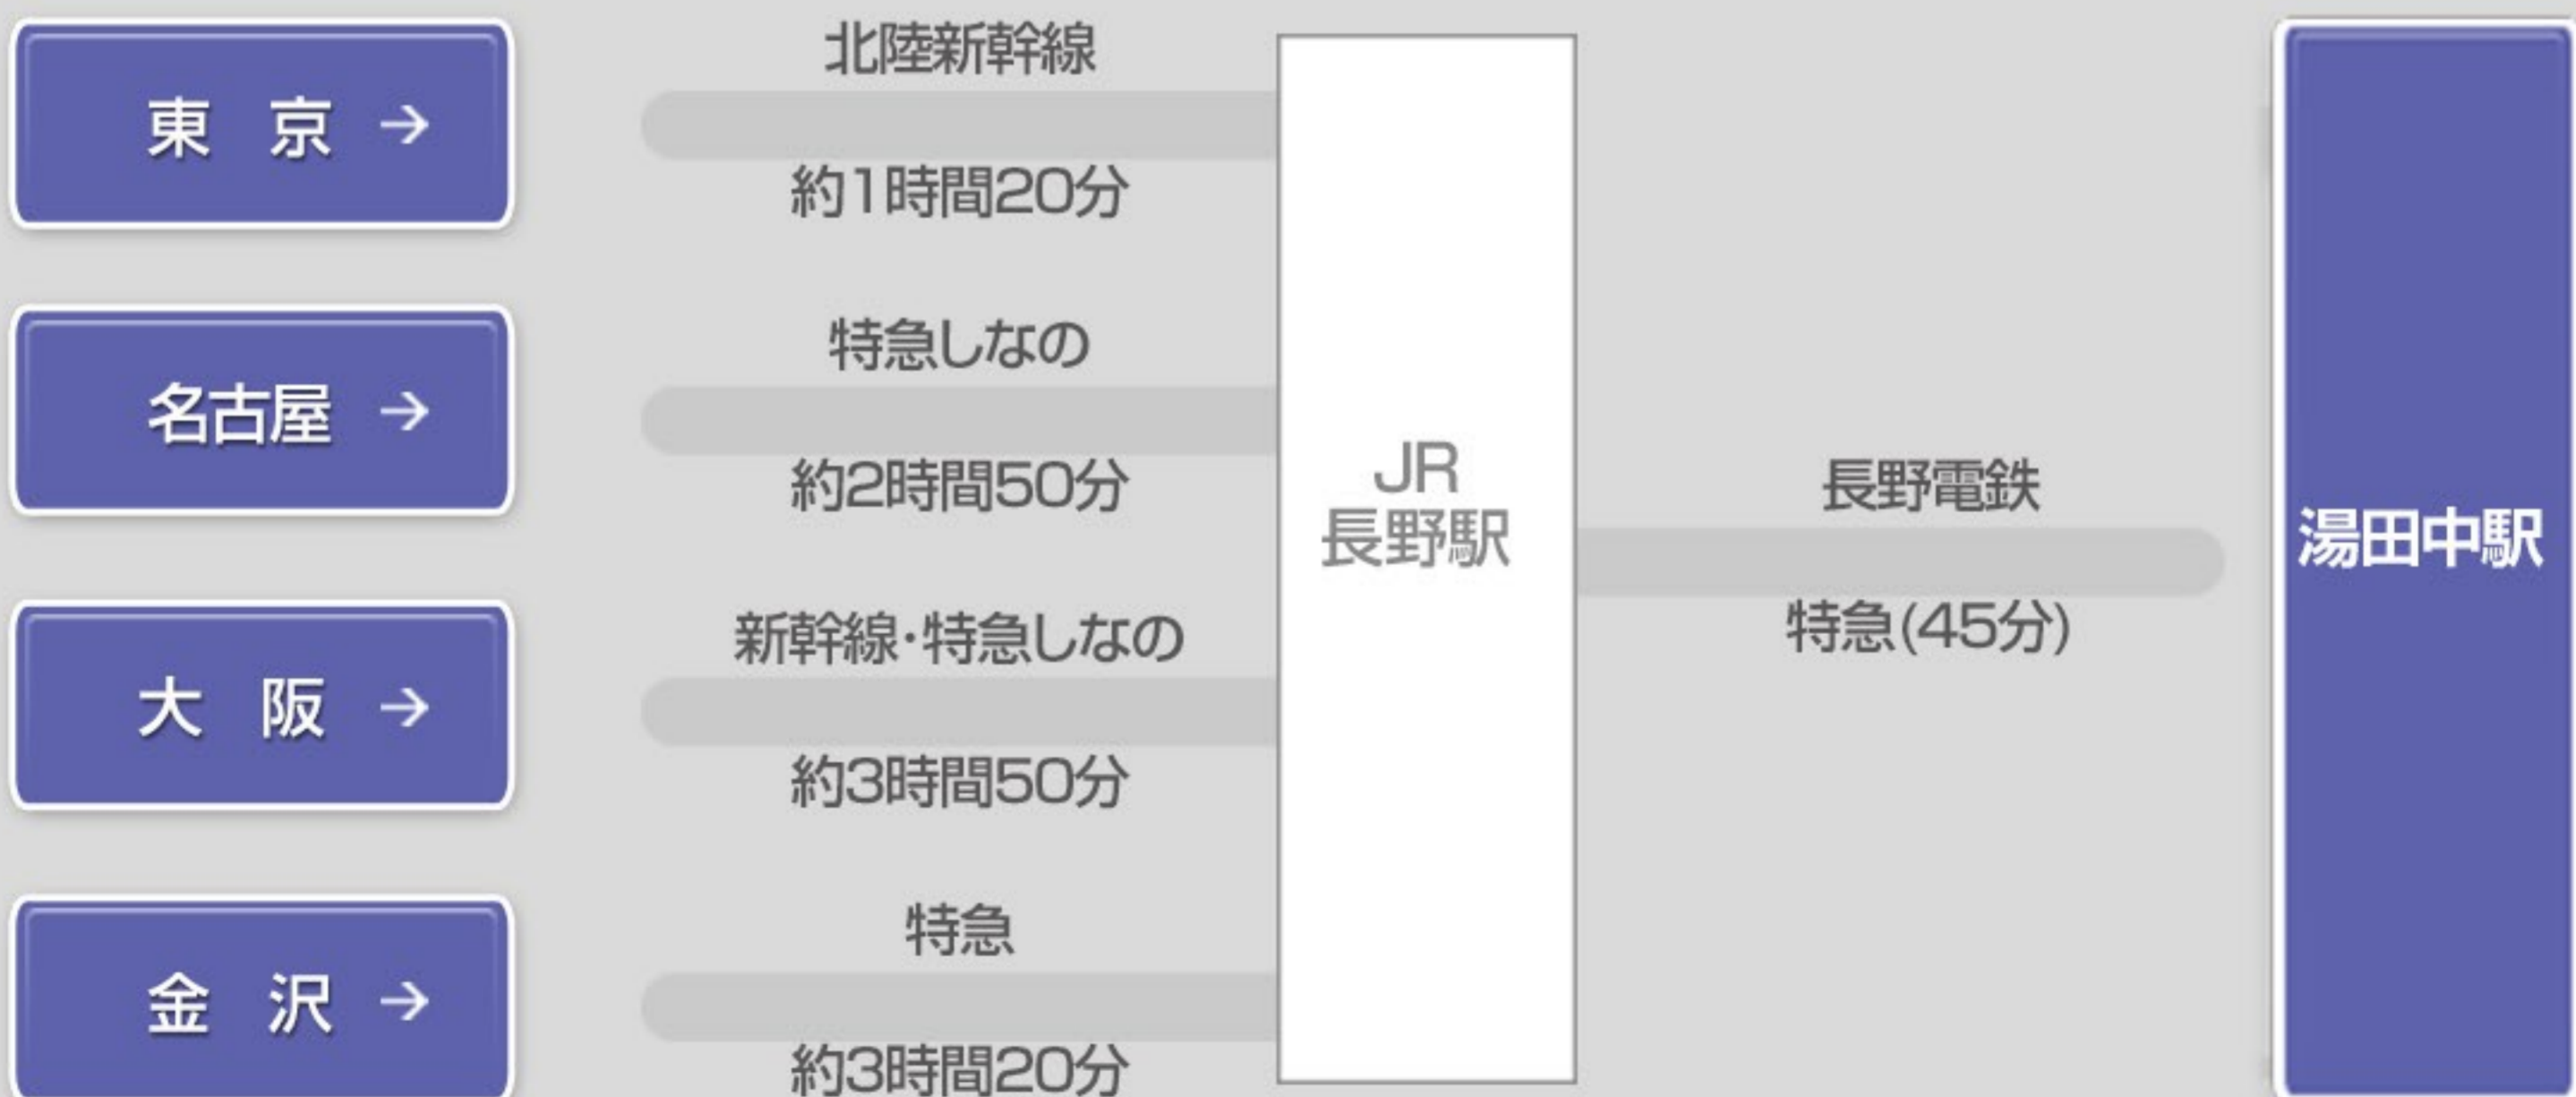 東 京 →
北陸新幹線
約1時間20分
名古屋 →
特急しなの
約2時間50分
大 阪 →
新幹線・特急しなの
約3時間50分
金 沢 →
特急
約3時間20分
JR
長野駅
長野電鉄
特急(45分)
湯田中駅